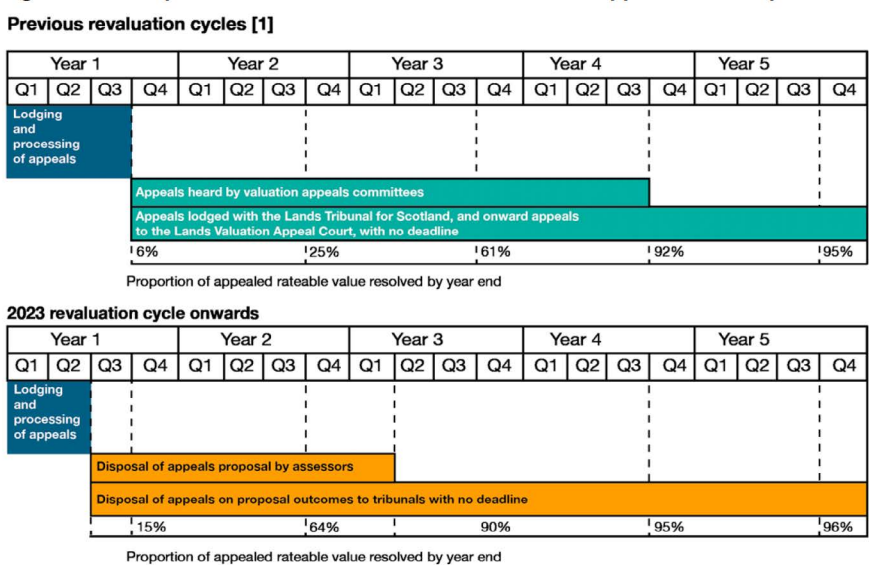 Previous revaluation cycles [1]
Year 1 Year 2 Year 3 Year 4 Year 5
Q1 Q2 Q3 Q4 Q1 Q2 Q3 Q4 Q1 Q2 Q3 Q4 Q1 Q2 Q3 Q4 Q1 Q2 Q3 Q4
Lodging
and
processing
of appeals
Appeals heard by valuation appeals committees
Appeals lodged with the Lands Tribunal for Scotland, and onward appeals
to the Lands Valuation Appeal Court, with no deadline
6% 25% 61% 92% 95%
Proportion of appealed rateable value resolved by year end
2023 revaluation cycle onwards
Year 1 Year 2 Year 3 Year 4 Year 5
Q1 Q2 Q3 Q4 Q1 Q2 Q3 Q4 Q1 Q2 Q3 Q4 Q1 Q2 Q3 Q4 Q1 Q2 Q3 Q4
Lodging
and
processing
of appeals
Disposal of appeals proposal by assessors
Disposal of appeals on proposal outcomes to tribunals with no deadline
15% 64% 90% 95% 96%
Proportion of appealed rateable value resolved by year end